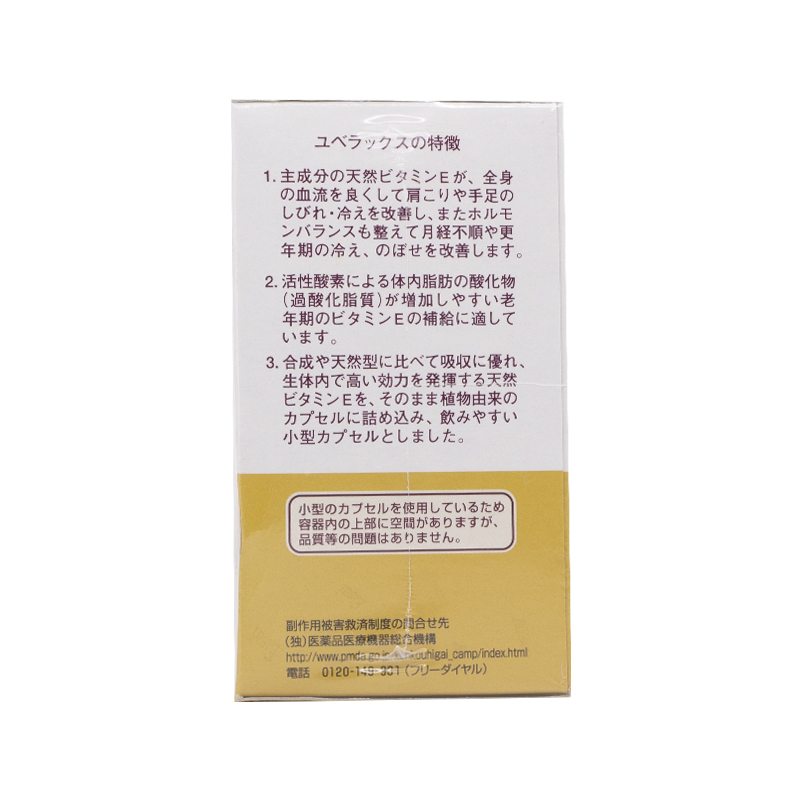 ユベラックスの特徴
1. 主成分の天然ビタミンEが、全身
の血流を良くして肩こりや手足の
しびれ・冷えを改善し、またホルモ
ンバランスも整えて月経不順や更
年期の冷え、のぼせを改善します。
2. 活性酸素による体内脂肪の酸化物
(過酸化脂質)が増加しやすい老
年期のビタミンEの補給に適して
います。
3. 合成や天然型に比べて吸収に優れ、
生体内で高い効力を発揮する天然
ビタミンEを、そのまま植物由来の
カプセルに詰め込み、飲みやすい
小型カプセルとしました。
小型のカプセルを使用しているため
容器内の上部に空間がありますが、
品質等の問題はありません。
副作用被害救済制度の問合せ先
(独)医薬品医療機器総合機構
電話 (フリーダイヤル)